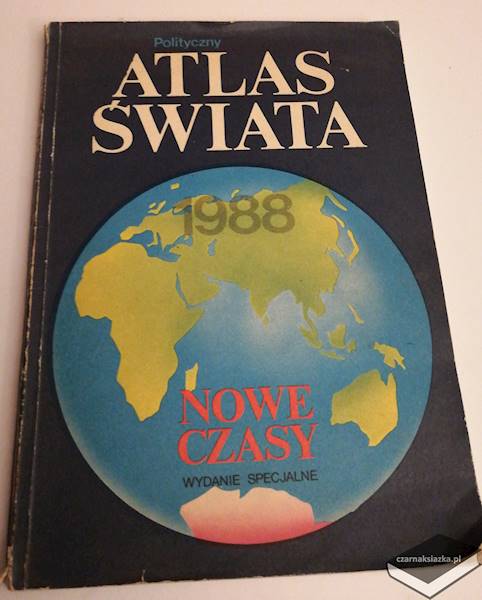 Polityczny
ATLAS
ŚWIATA
1988
NOWE
CZASY
WYDANIE SPECJALNE
czarnaksiazka.pl